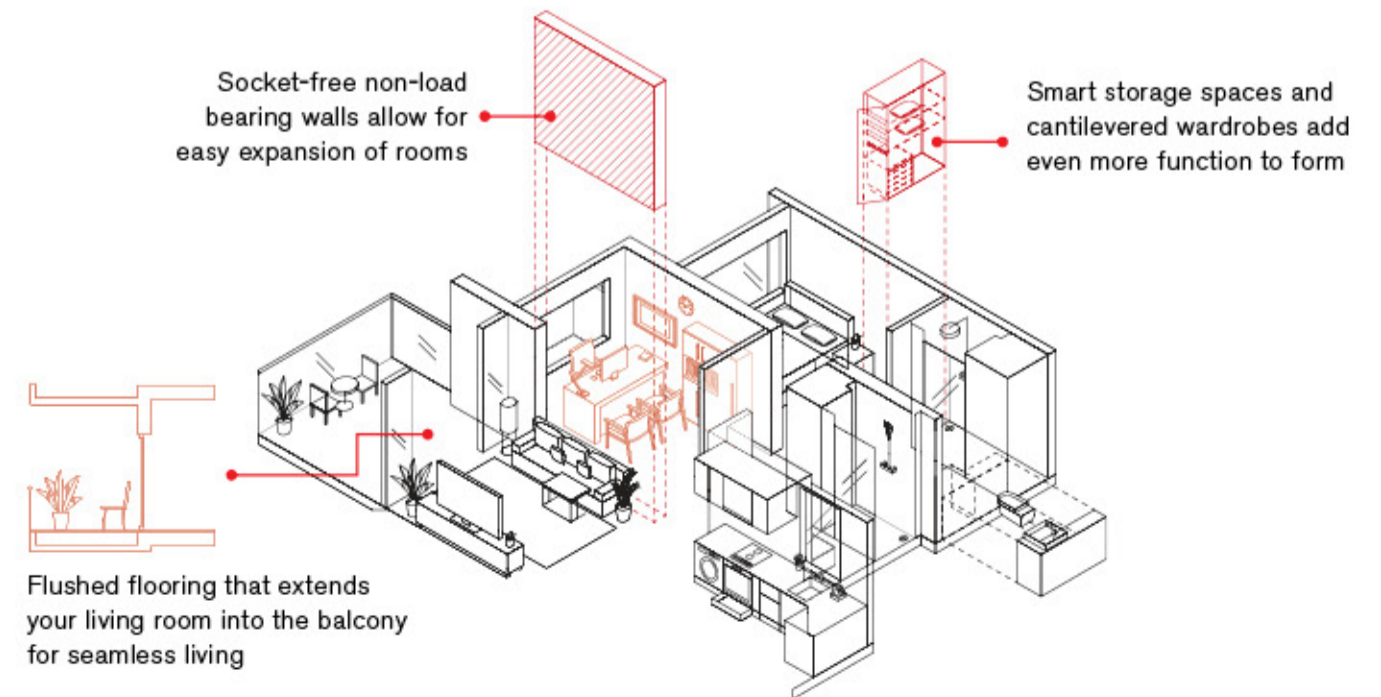 Socket-free non-load
bearing walls allow for
easy expansion of rooms
Smart storage spaces and
cantilevered wardrobes add
even more function to form
Flushed flooring that extends
your living room into the balcony
for seamless living